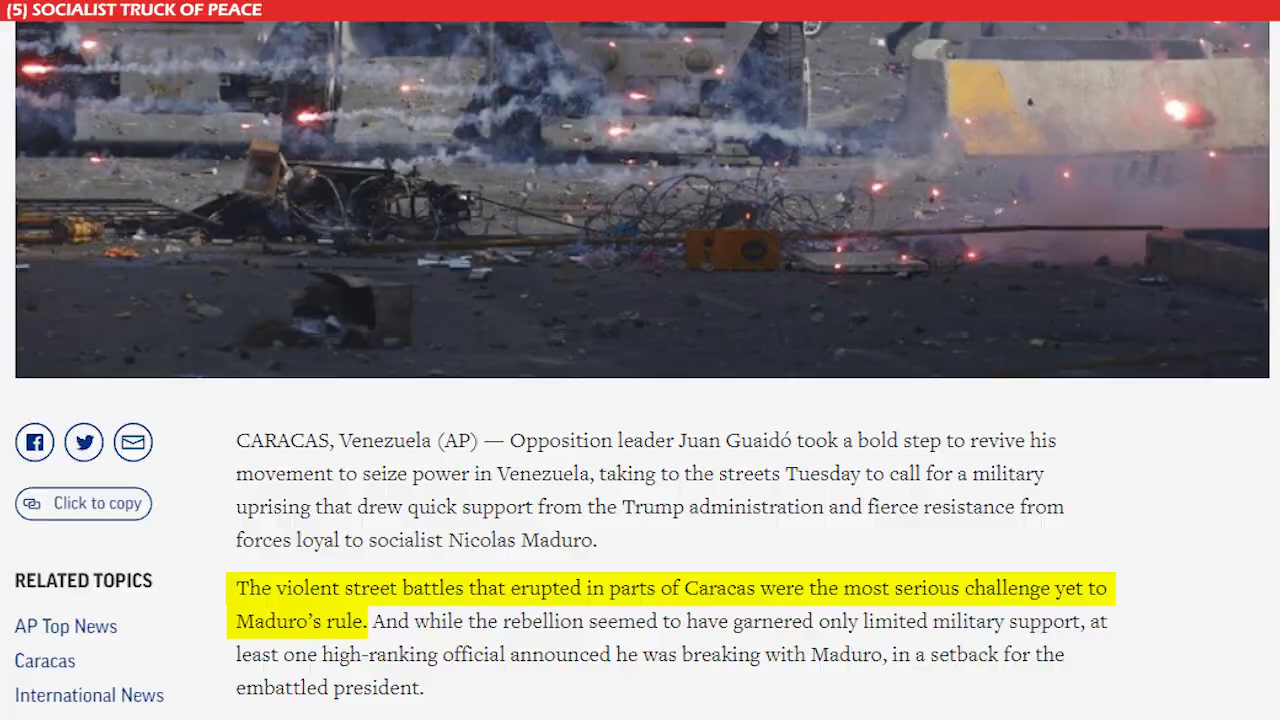 (5) SOCIALIST TRUCK OF PEACE
CARACAS, Venezuela (AP) — Opposition leader Juan Guaidó took a bold step to revive his
movement to seize power in Venezuela, taking to the streets Tuesday to call for a military
uprising that drew quick support from the Trump administration and fierce resistance from
forces loyal to socialist Nicolas Maduro.
The violent street battles that erupted in parts of Caracas were the most serious challenge yet to
Maduro’s rule. And while the rebellion seemed to have garnered only limited military support, at
least one high-ranking official announced he was breaking with Maduro, in a setback for the
embattled president.
Click to copy
RELATED TOPICS
AP Top News
Caracas
International News